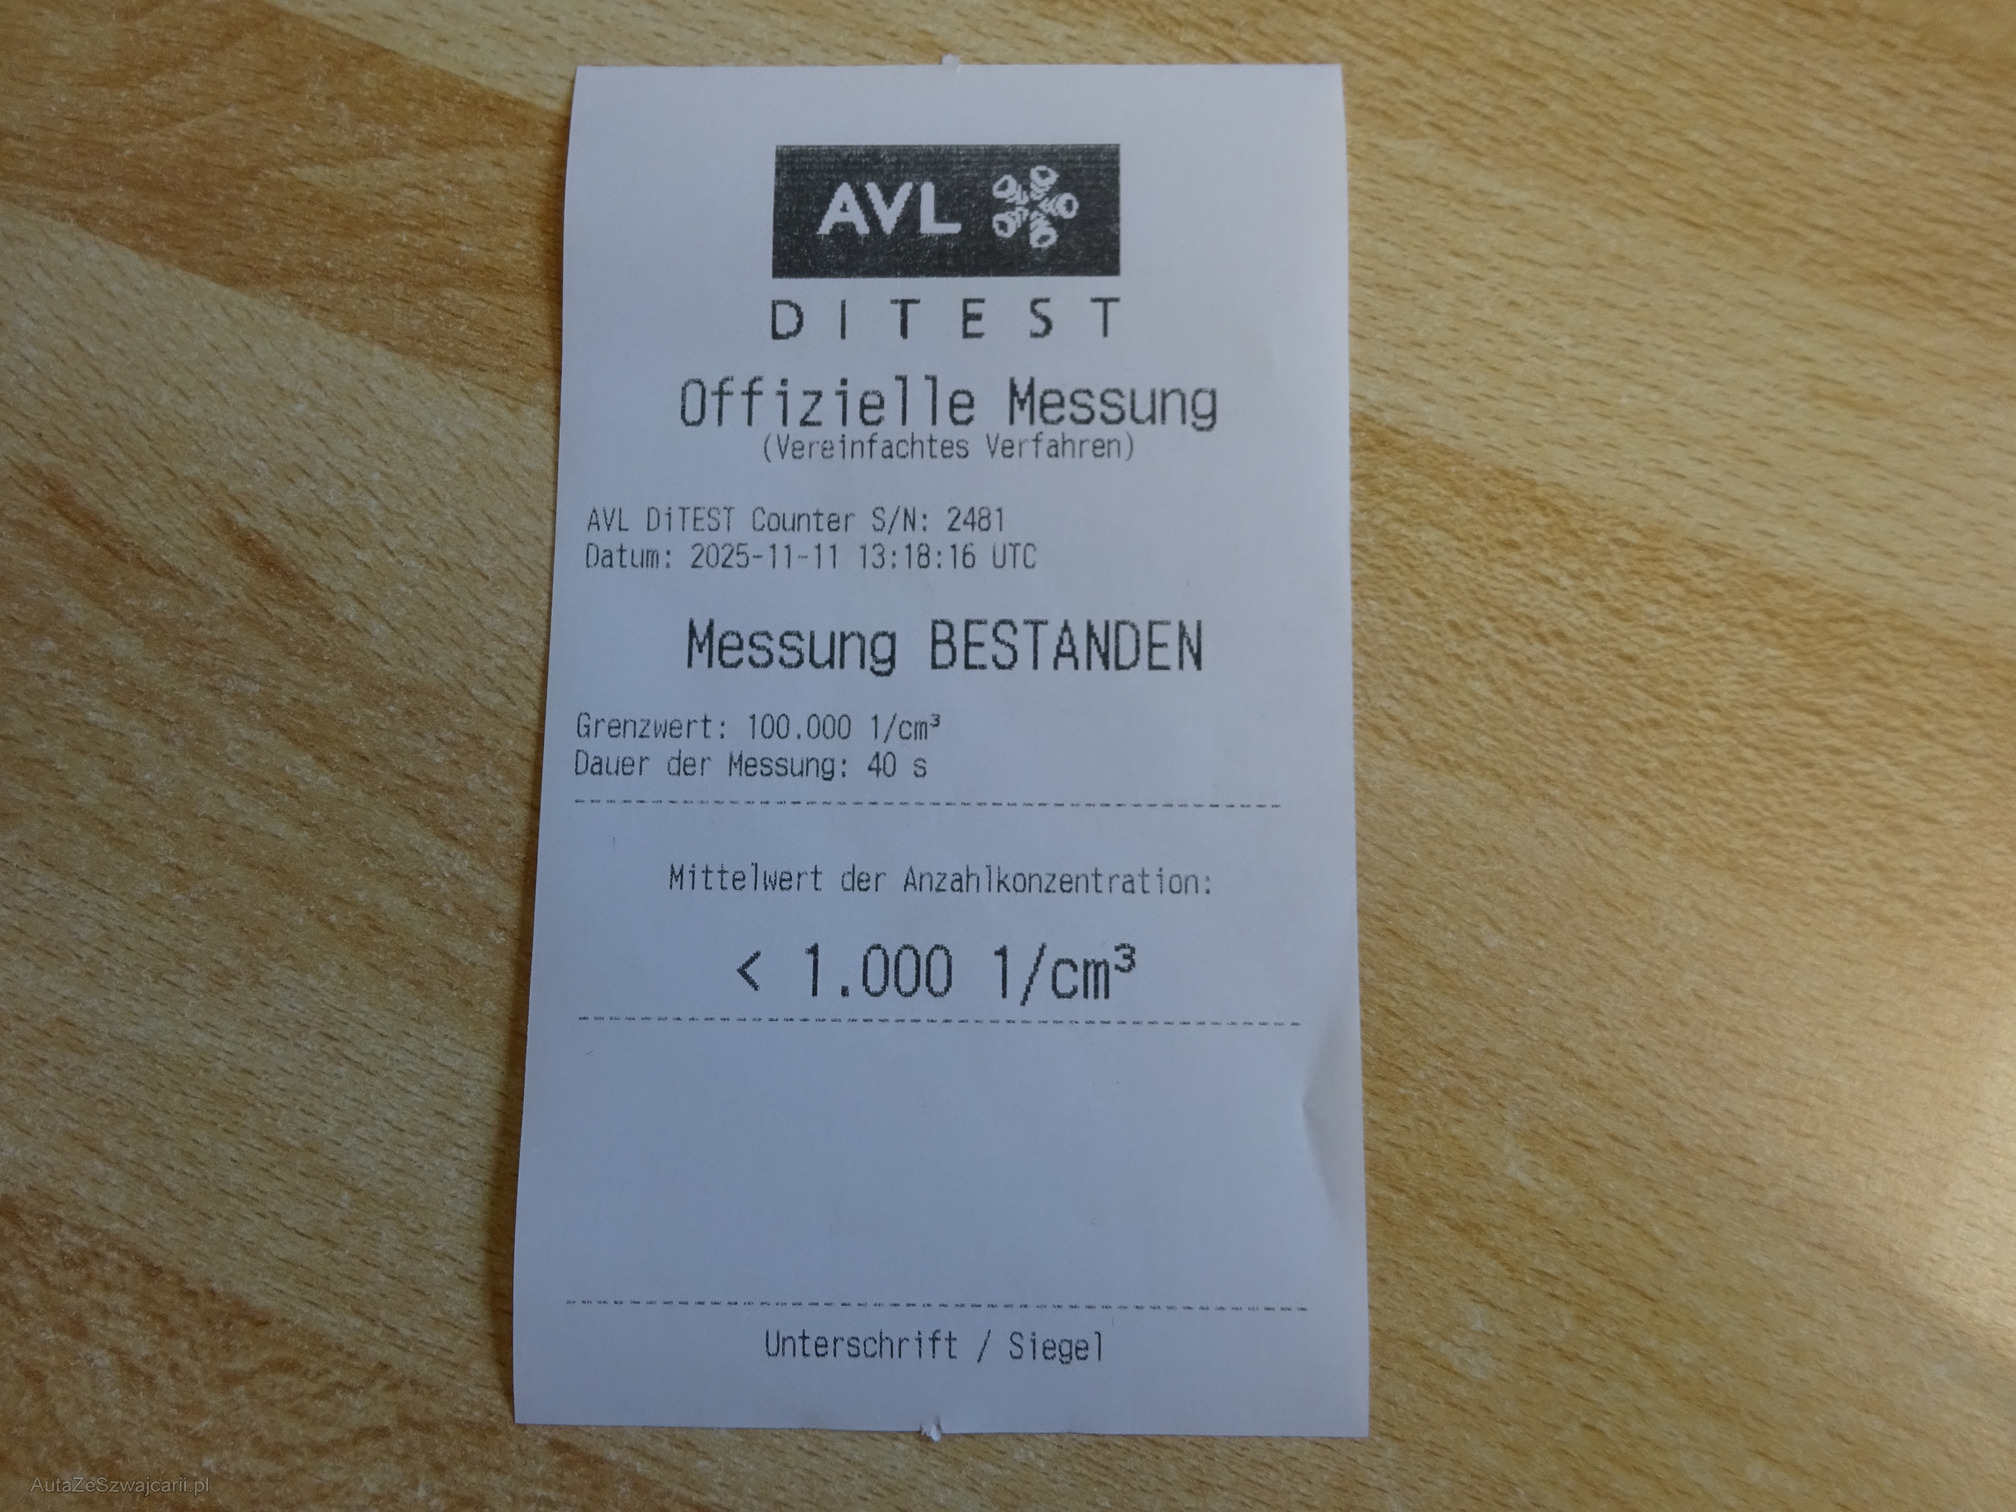 AVL
DITEST
Offizielle Messung
(Vereinfachtes Verfahren)
AVL DiTEST Counter S/N: 2481
Datum: 2025-11-11 13:18:16 UTC
Messung BESTANDEN
Grenzwert: 100.000 1/cm³
Dauer der Messung: 40 s
Mittelwert der Anzahlkonzentration:
< 1.000 1/cm³
Unterschrift / Siegel
AutaZeSzwajcarii.pl